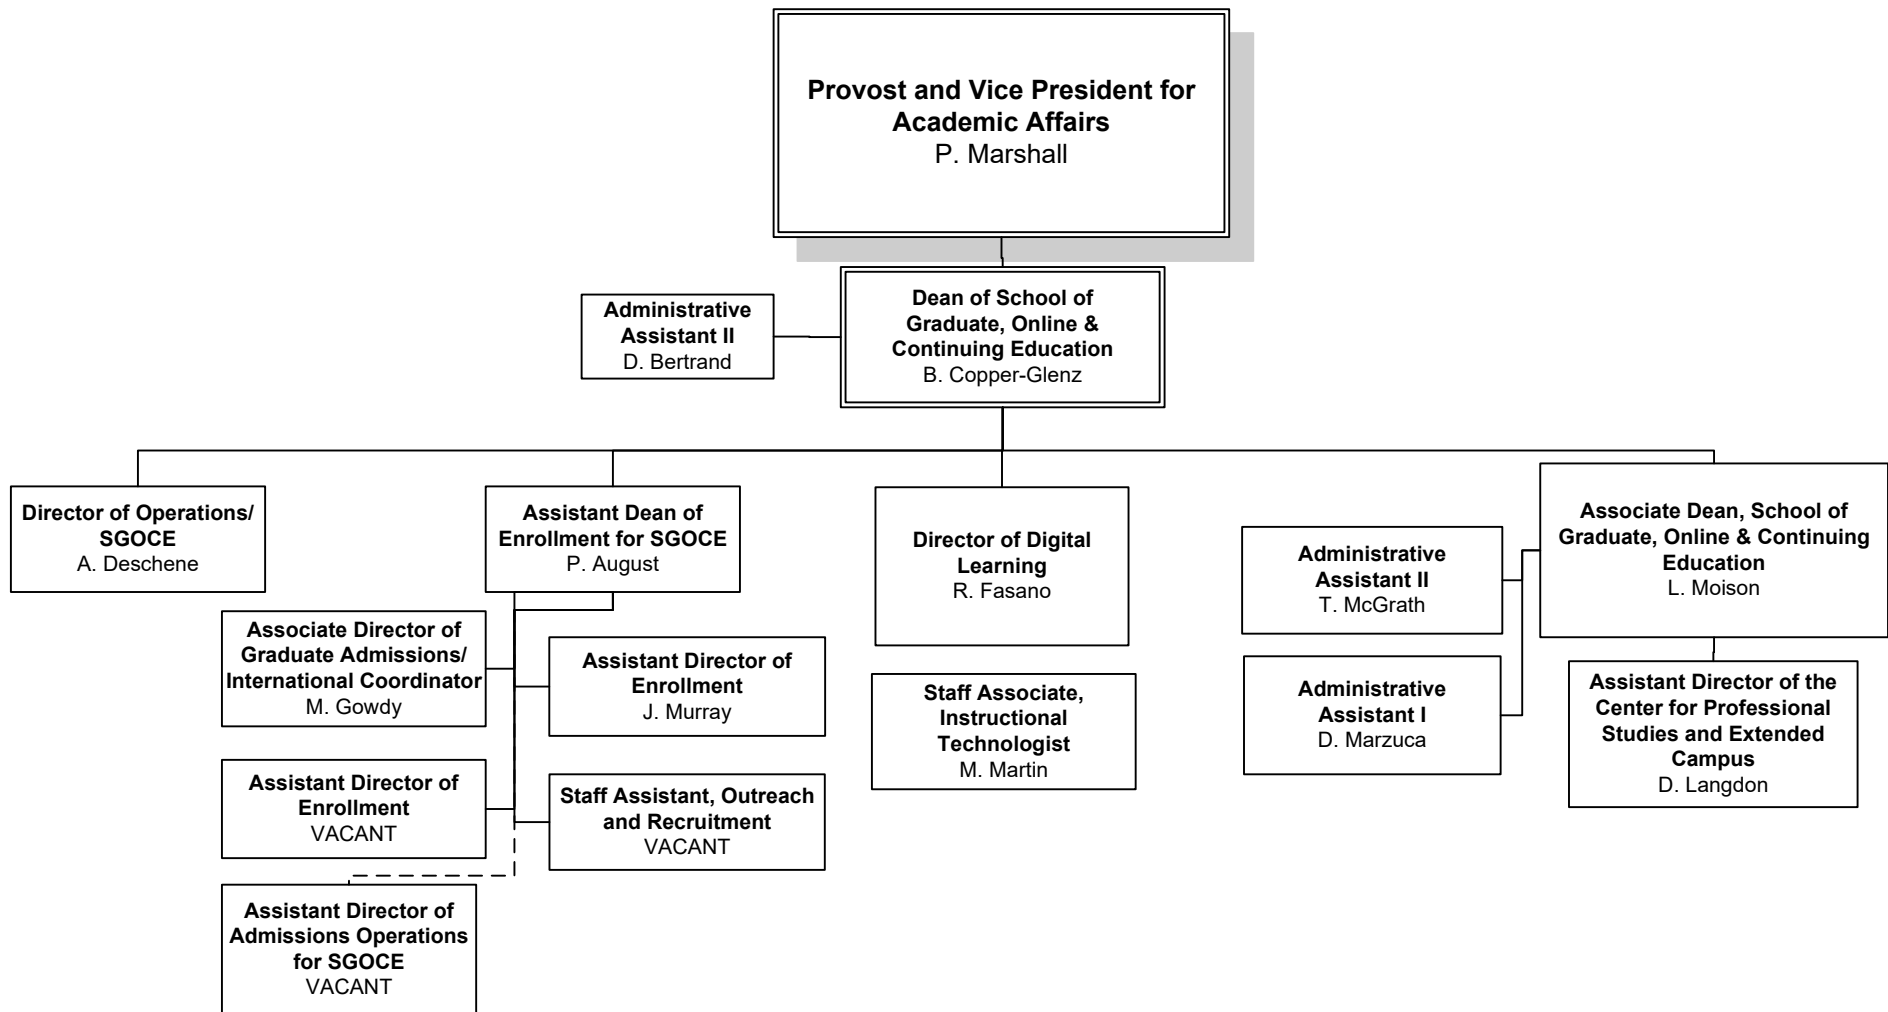 Provost and Vice President for
Academic Affairs
P. Marshall
Administrative
Assistant II
D. Bertrand
Dean of School of
Graduate, Online &
Continuing Education
B. Copper-Glenz
Director of Operations/
SGOCE
A. Deschene
Assistant Dean of
Enrollment for SGOCE
P. August
Director of Digital
Learning
R. Fasano
Administrative
Assistant II
T. McGrath
Associate Dean, School of
Graduate, Online & Continuing
Education
L. Moison
Associate Director of
Graduate Admissions/
International Coordinator
M. Gowdy
Assistant Director of
Enrollment
J. Murray
Staff Associate,
Instructional
Technologist
M. Martin
Administrative
Assistant I
D. Marzuca
Assistant Director of the
Center for Professional
Studies and Extended
Campus
D. Langdon
Assistant Director of
Enrollment
VACANT
Staff Assistant, Outreach
and Recruitment
VACANT
Assistant Director of
Admissions Operations
for SGOCE
VACANT